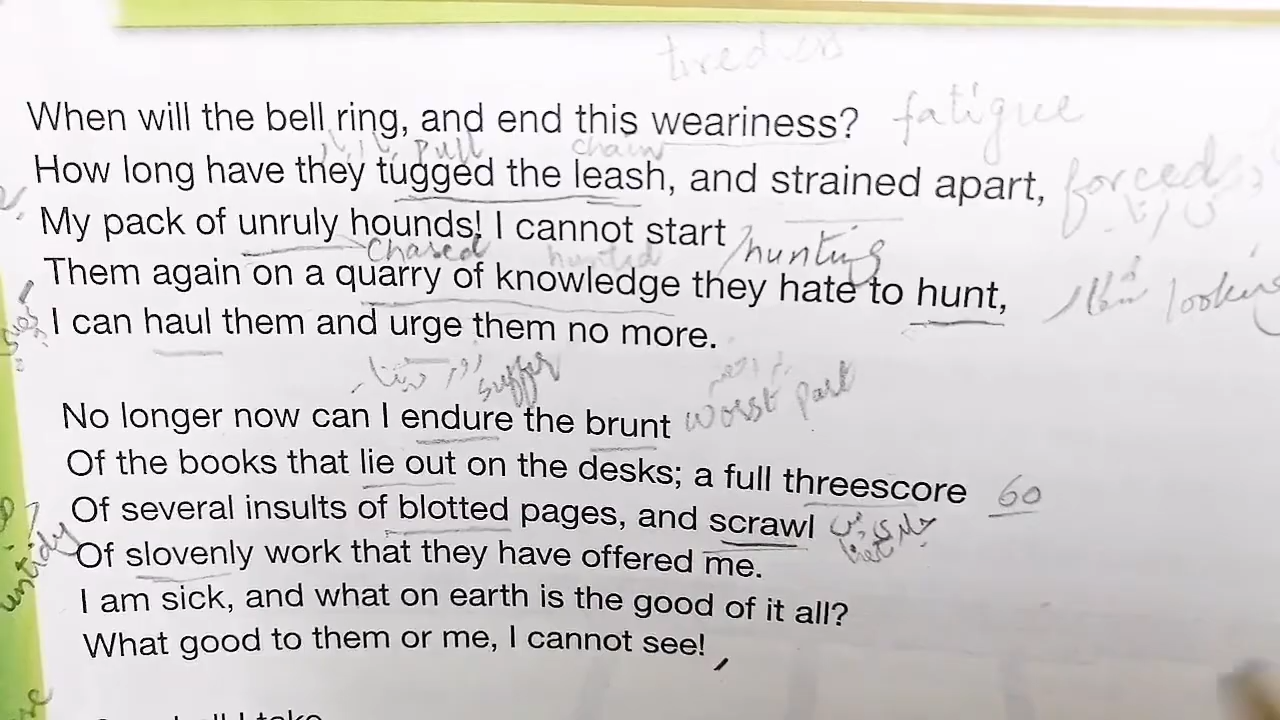 tiredness
When will the bell ring, and end this weariness? fatigue
pull chain
How long have they tugged the leash, and strained apart, forced
My pack of unruly hounds! I cannot start hunting
Chased hunted
Them again on a quarry of knowledge they hate to hunt, looking
I can haul them and urge them no more.
suffer
No longer now can I endure the brunt worst part
Of the books that lie out on the desks; a full threescore 60
Of several insults of blotted pages, and scrawl
untidy
Of slovenly work that they have offered me.
I am sick, and what on earth is the good of it all?
What good to them or me, I cannot see!